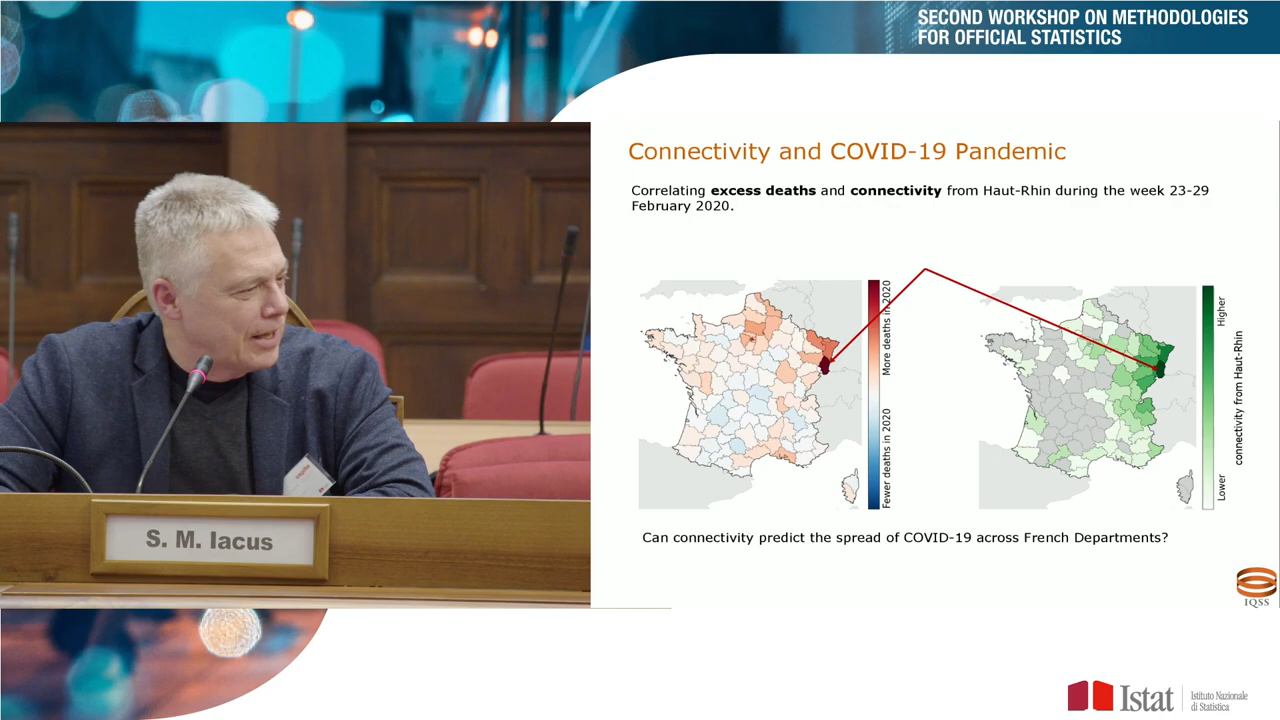 SECOND WORKSHOP ON METHODOLOGIES
FOR OFFICIAL STATISTICS
Connectivity and COVID-19 Pandemic
Correlating excess deaths and connectivity from Haut-Rhin during the week 23-29
February 2020.
More deaths in 2020
Fewer deaths in 2020
Higher
Lower
connectivity from Haut-Rhin
Can connectivity predict the spread of COVID-19 across French Departments?
S. M. Iacus
IQSS
Istat
Istituto Nazionale
di Statistica